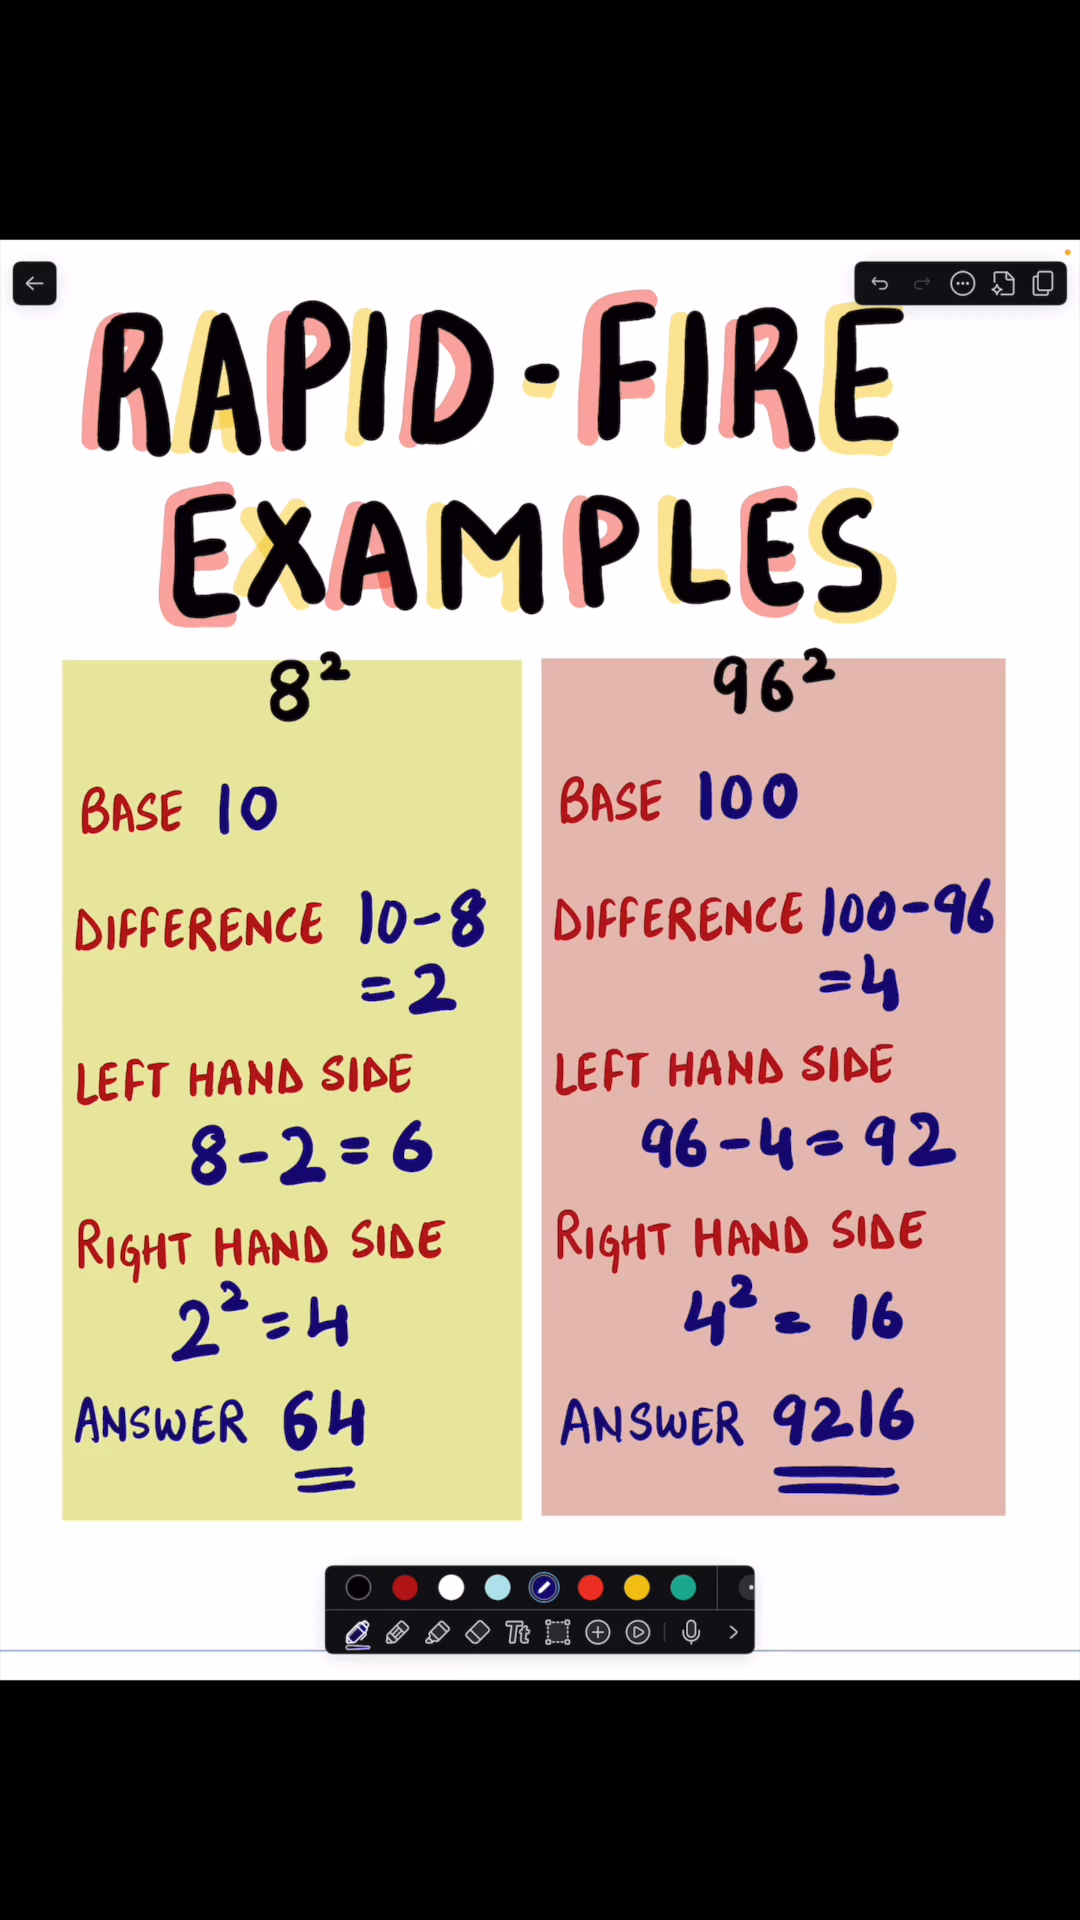 RAPID-FIRE
EXAMPLES
8²
BASE 10
DIFFERENCE 10-8
=2
LEFT HAND SIDE
8-2=6
RIGHT HAND SIDE
2²=4
ANSWER 64
96²
BASE 100
DIFFERENCE 100-96
=4
LEFT HAND SIDE
96-4=92
RIGHT HAND SIDE
4²= 16
ANSWER 9216
Tt